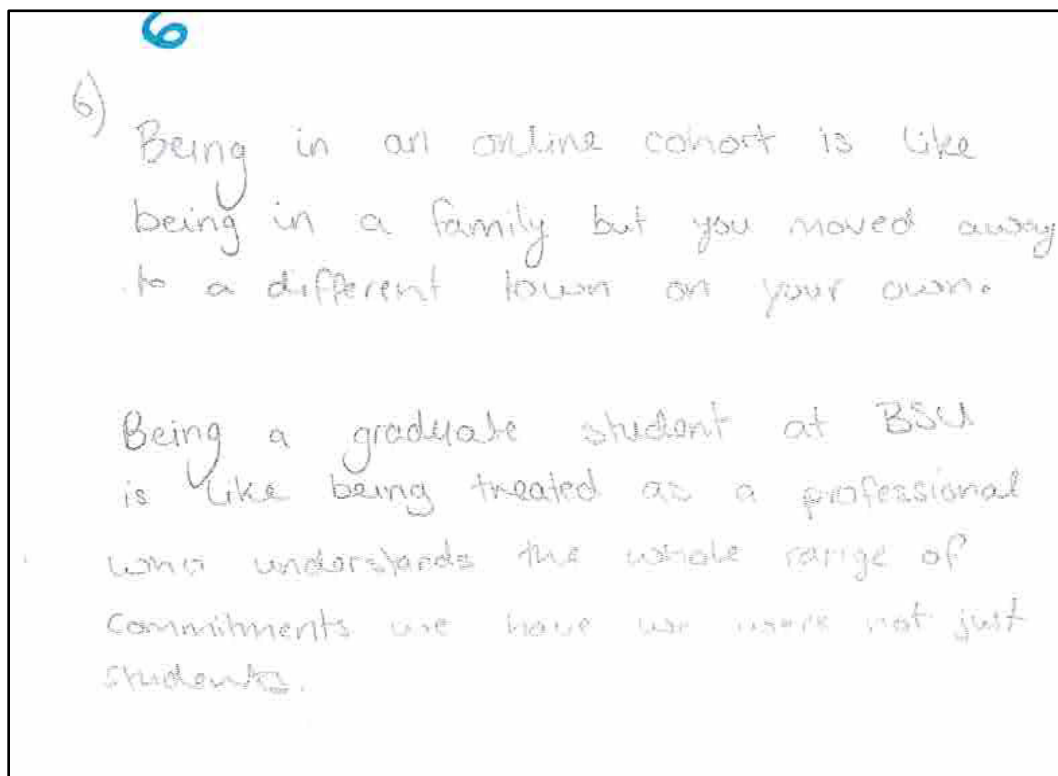 6
6)
Being in an online cohort is like
being in a family but you moved away
to a different town on your own.
Being a graduate student at BSU
is like being treated as a professional
who understands the whole range of
commitments we have we were not just
students.